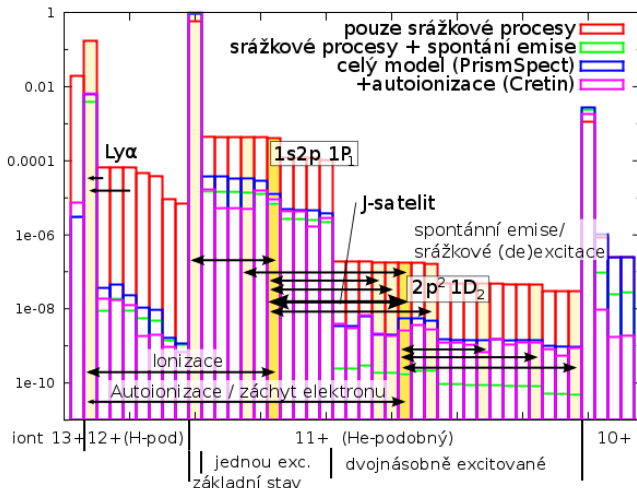 1
0.01
0.0001
1e-06
1e-08
1e-10
pouze srážkové procesy
srážkové procesy + spontání emise
celý model (PrismSpect)
+autoionizace (Cretin)
Lyα
1s2p 1P1
J-satelit
spontánní emise/
srážkové (de)excitace
2p² 1D2
Ionizace
Autoionizace / záchyt elektronu
iont 13+ 12+(H-pod) 11+ (He-podobný) 10+
jednou exc. dvojnásobně excitované
základní stav